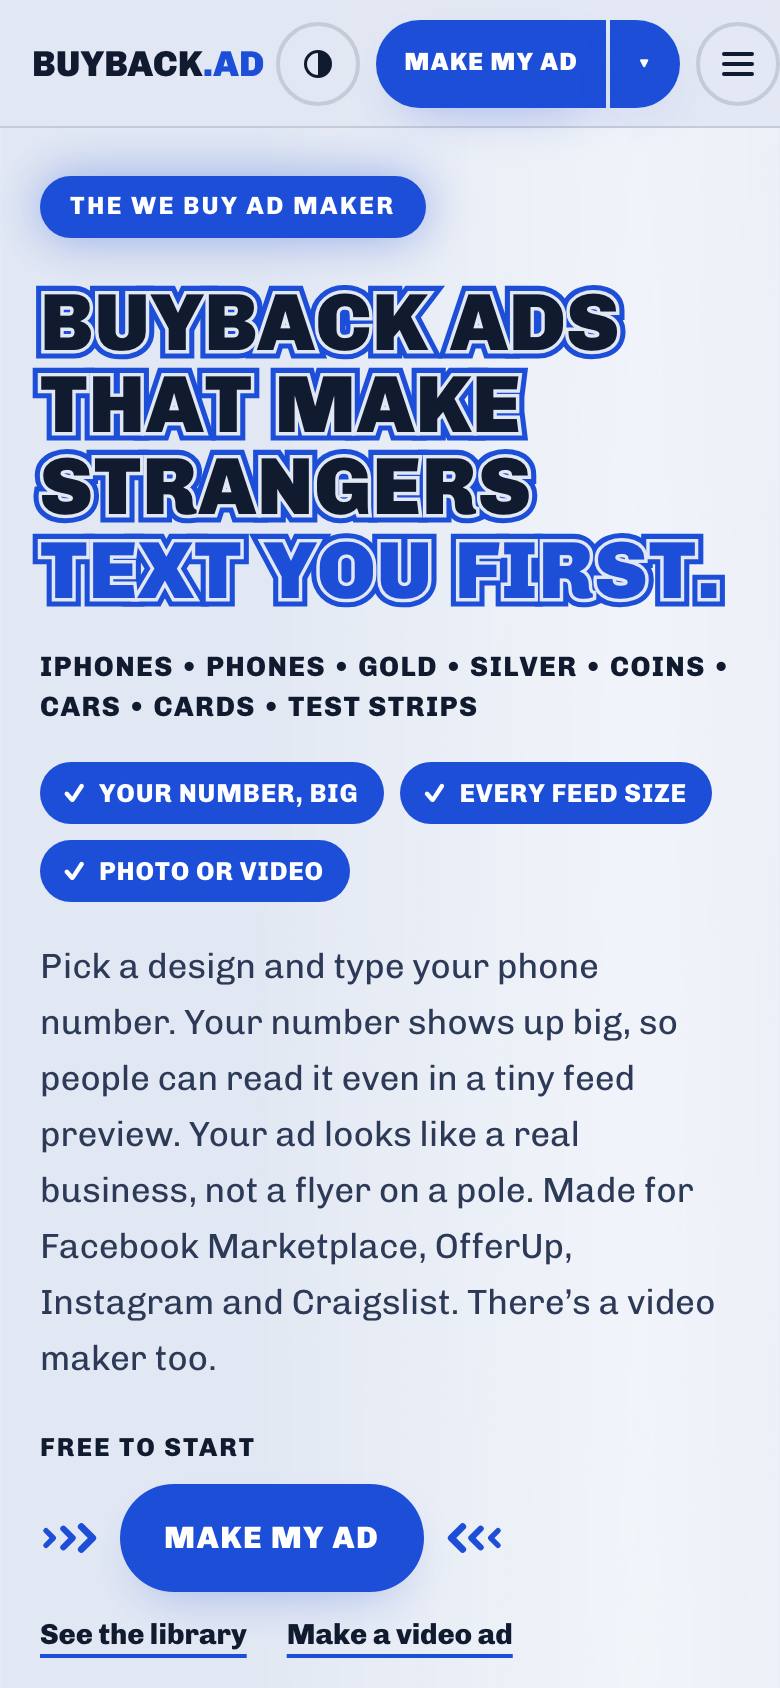 BUYBACK.AD
MAKE MY AD
THE WE BUY AD MAKER
BUYBACK ADS
THAT MAKE
STRANGERS
TEXT YOU FIRST.
IPHONES • PHONES • GOLD • SILVER • COINS •
CARS • CARDS • TEST STRIPS
YOUR NUMBER, BIG
EVERY FEED SIZE
PHOTO OR VIDEO
Pick a design and type your phone
number. Your number shows up big, so
people can read it even in a tiny feed
preview. Your ad looks like a real
business, not a flyer on a pole. Made for
Facebook Marketplace, OfferUp,
Instagram and Craigslist. There’s a video
maker too.
FREE TO START
MAKE MY AD
See the library
Make a video ad